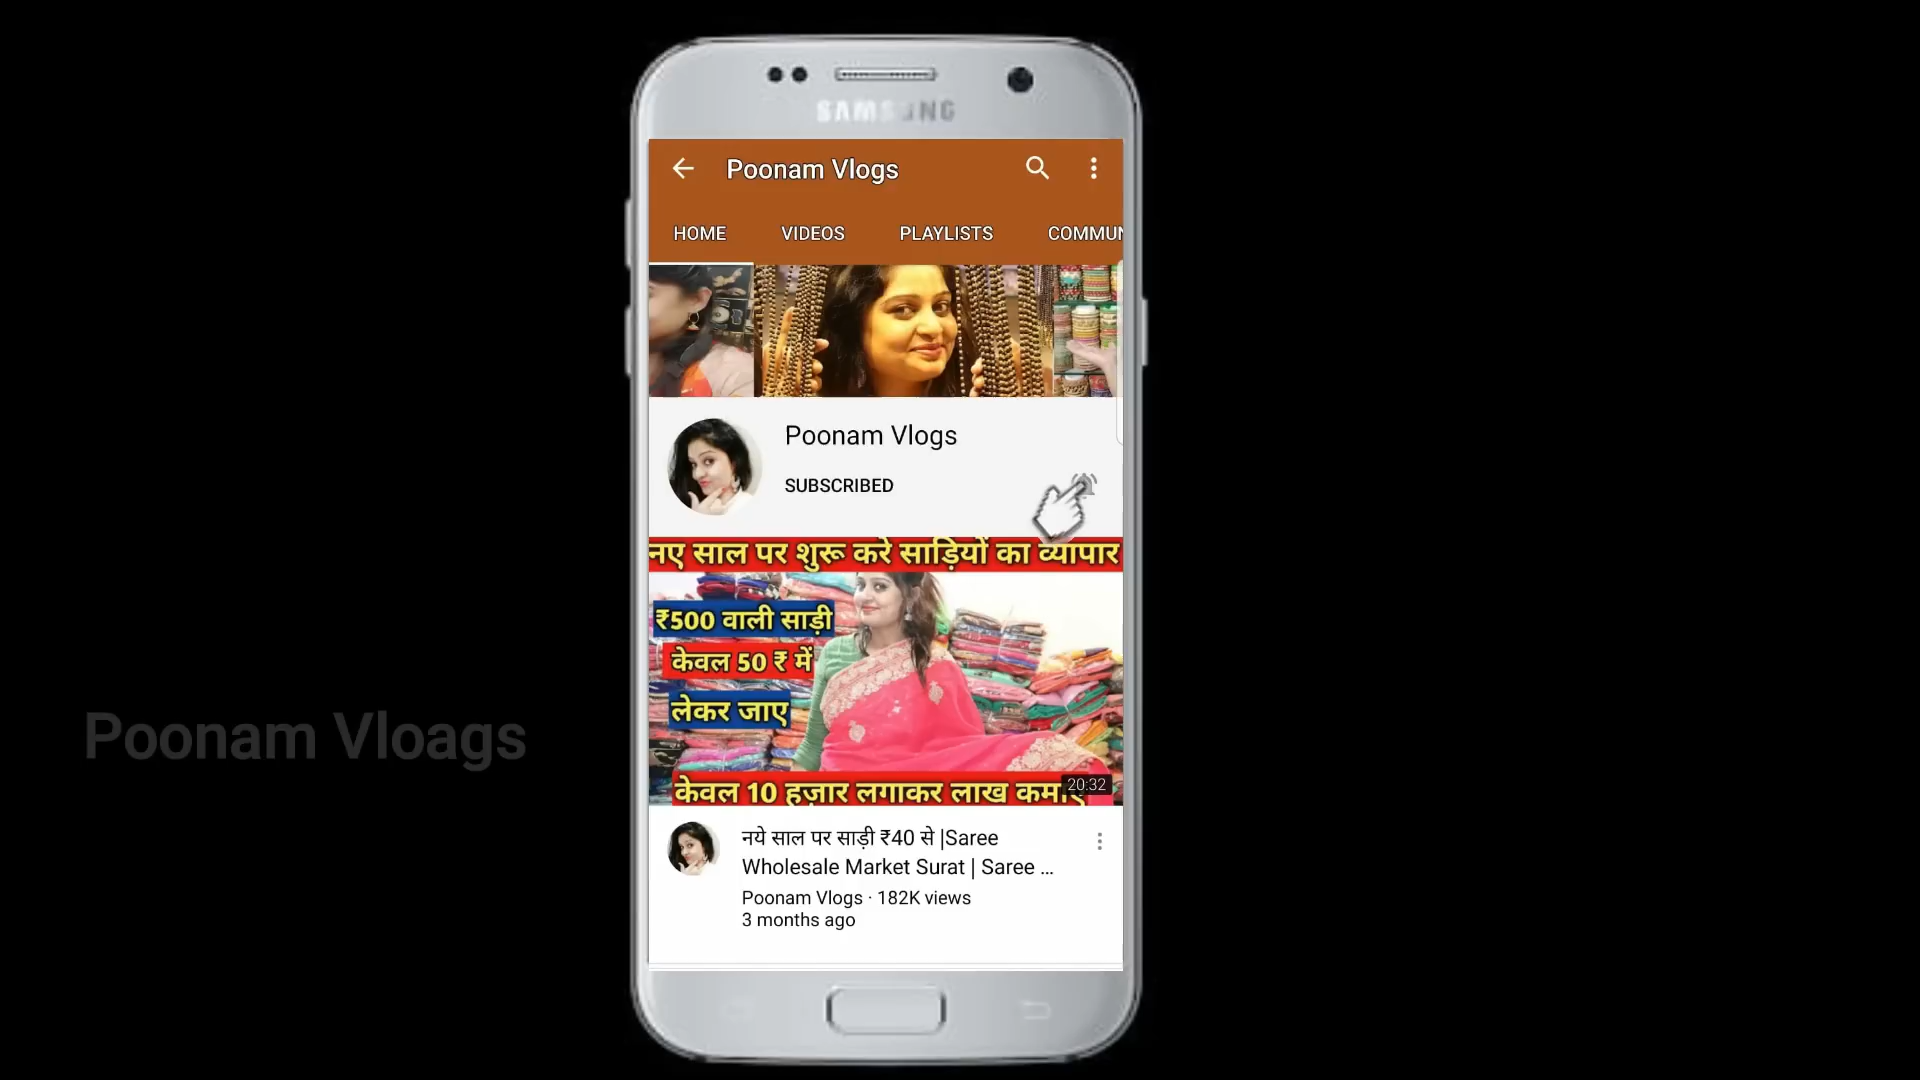 SAMSUNG
Poonam Vlogs
HOME VIDEOS PLAYLISTS COMMUN
Poonam Vlogs
SUBSCRIBED
नए साल पर शुरू करे साड़ियों का व्यापार
₹500 वाली साड़ी
केवल 50 ₹ में
लेकर जाए
केवल 10 हज़ार लगाकर लाख कमाए
20:32
नये साल पर साड़ी ₹40 से |Saree
Wholesale Market Surat | Saree ...
Poonam Vlogs · 182K views
3 months ago
Poonam Vloags